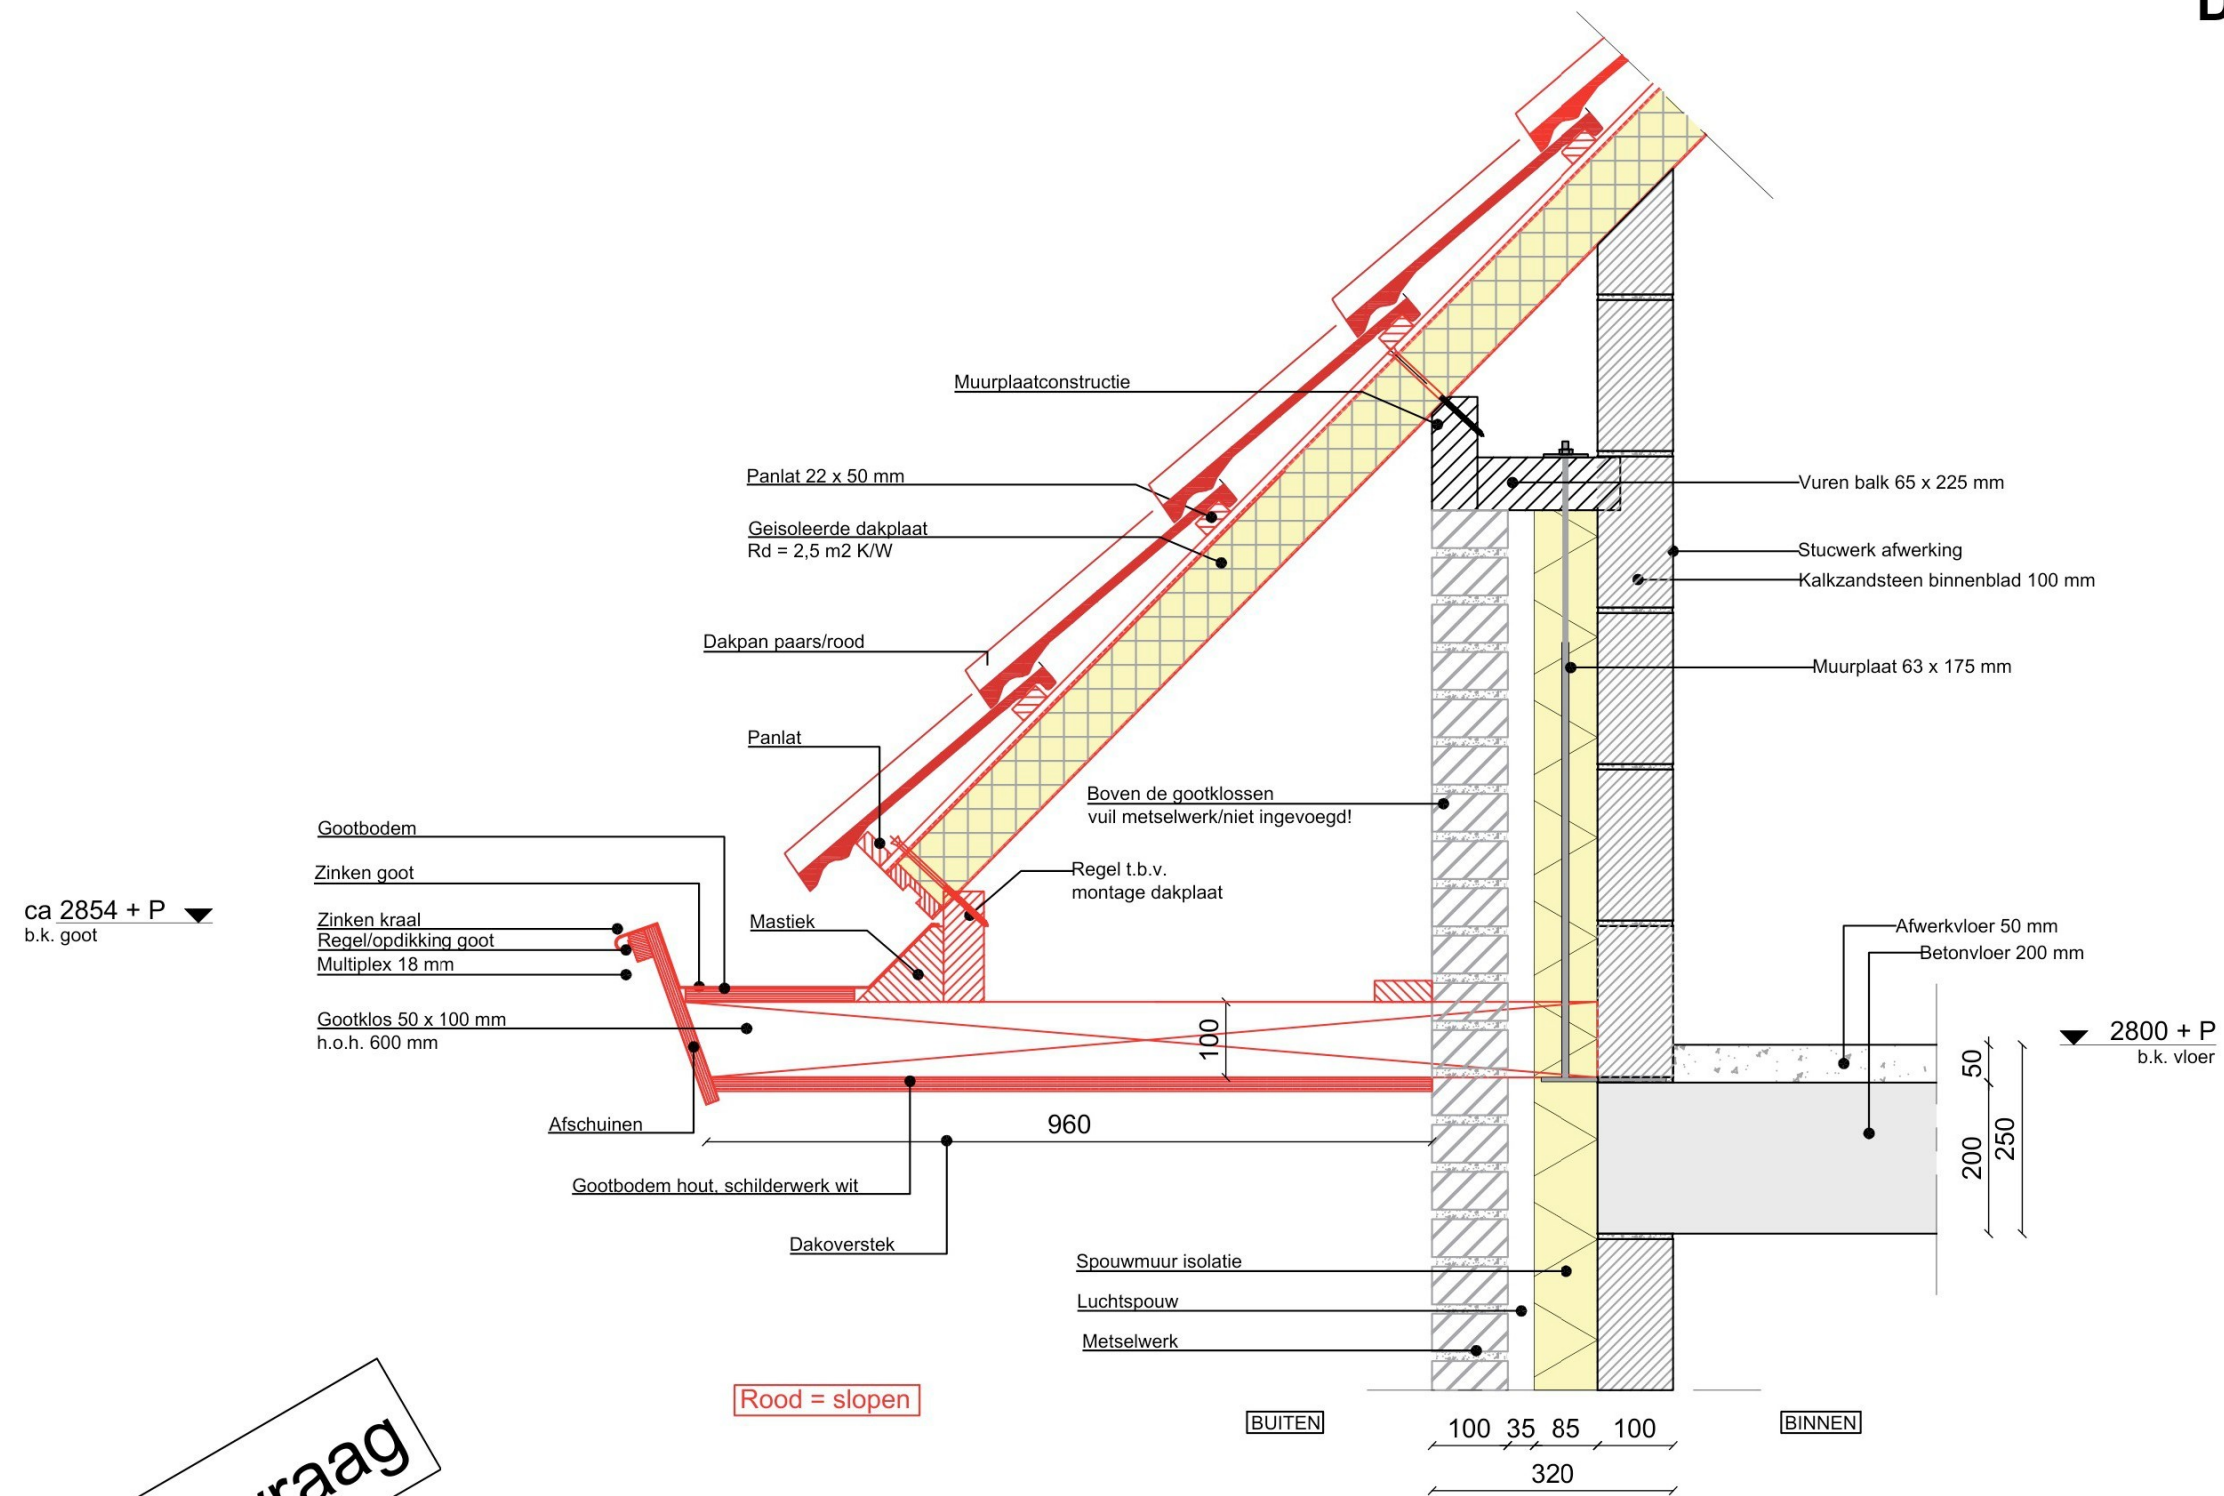 Muurplaatconstructie
Panlat 22 x 50 mm
Geisoleerde dakplaat
Rd = 2,5 m2 K/W
Dakpan paars/rood
Panlat
Boven de gootklossen
vuil metselwerk/niet ingevoegd!
Gootbodem
Zinken goot
ca 2854 + P
b.k. goot
Zinken kraal
Regel/opdikking goot
Multiplex 18 mm
Mastiek
Regel t.b.v.
montage dakplaat
Gootklos 50 x 100 mm
h.o.h. 600 mm
100
Afschuinen
960
Gootbodem hout, schilderwerk wit
Dakoverstek
Spouwmuur isolatie
Luchtspouw
Metselwerk
Vuren balk 65 x 225 mm
Stucwerk afwerking
Kalkzandsteen binnenblad 100 mm
Muurplaat 63 x 175 mm
Afwerkvloer 50 mm
Betonvloer 200 mm
2800 + P
b.k. vloer
50
200
250
Rood = slopen
BUITEN
BINNEN
100 35 85 100
320